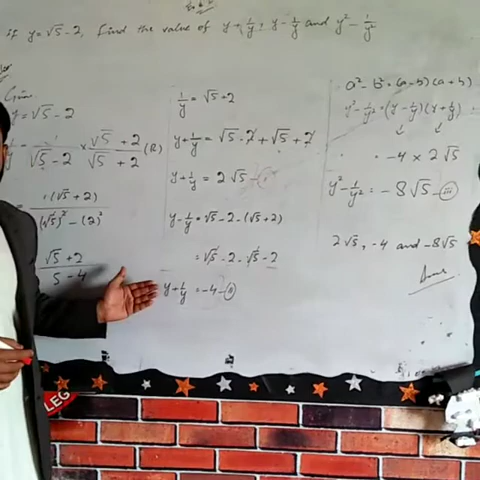 if y = √5 - 2, Find the value of y + 1/y, y - 1/y and y² - 1/y²
Given
y = √5 - 2
1/y = 1/(√5 - 2) × (√5 + 2)/(√5 + 2) (R)
= 1(√5 + 2)/((√5)² - (2)²)
√5 + 2/(5 - 4)
1/y = √5 + 2
y + 1/y = √5 - 2 + √5 + 2
y + 1/y = 2√5 - (i)
y - 1/y = √5 - 2 - (√5 + 2)
= √5 - 2 - √5 - 2
y + 1/y = -4 - (ii)
a² - b² = (a - b)(a + b)
y² - 1/y² = (y - 1/y)(y + 1/y)
= -4 × 2√5
y² - 1/y² = -8√5 - (iii)
2√5, -4 and -8√5
Ans
LEG